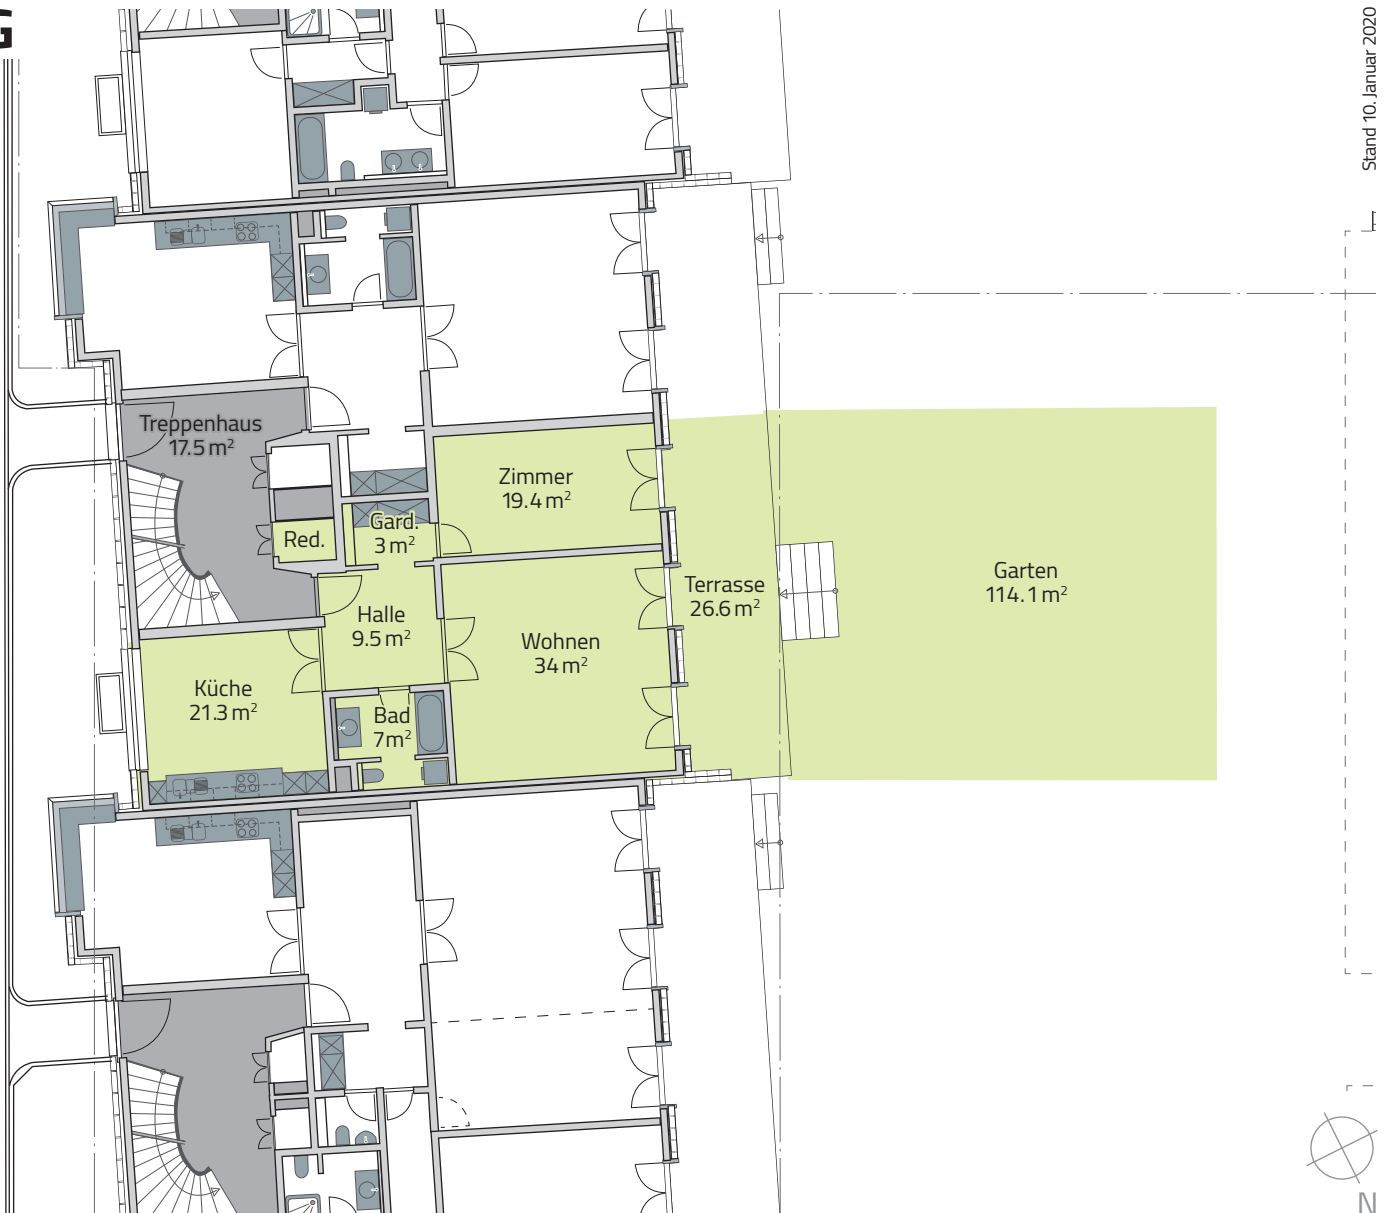 Stand 10. Januar 2020
Treppenhaus
17.5 m²
Zimmer
19.4 m²
Gard.
3 m²
Red.
Halle
9.5 m²
Terrasse
26.6 m²
Garten
114.1 m²
Wohnen
34 m²
Küche
21.3 m²
Bad
7 m²
N